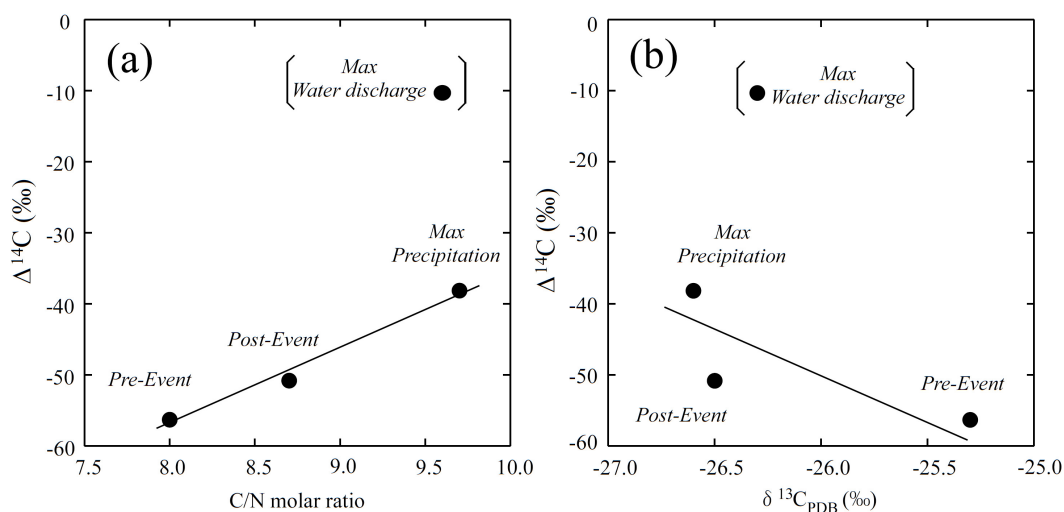 (a)
0
-10
-20
-30
-40
-50
-60
Δ¹⁴C (‰)
Max
Water discharge
Max
Precipitation
Post-Event
Pre-Event
7.5 8.0 8.5 9.0 9.5 10.0
C/N molar ratio
(b)
0
-10
-20
-30
-40
-50
-60
Δ¹⁴C (‰)
Max
Water discharge
Max
Precipitation
Pre-Event
Post-Event
-27.0 -26.5 -26.0 -25.5 -25.0
δ ¹³C_PDB (‰)